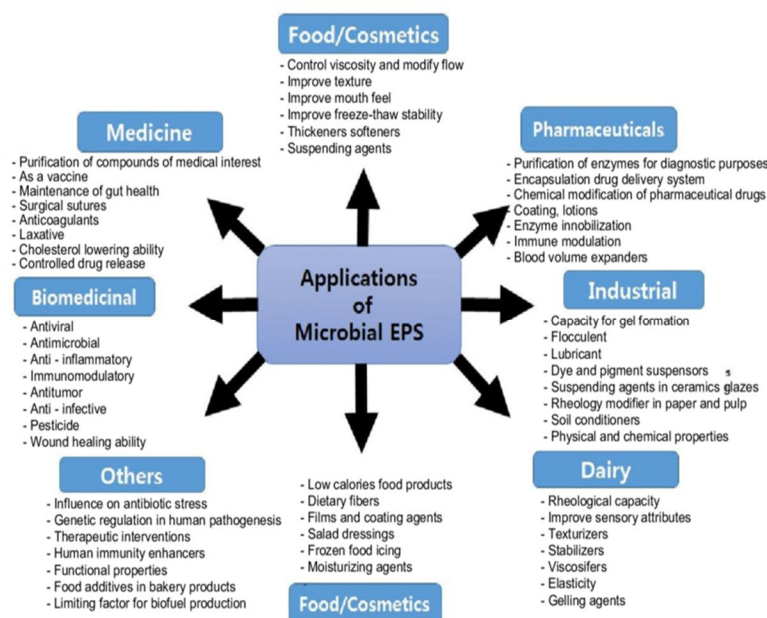 Food/Cosmetics
- Control viscosity and modify flow
- Improve texture
- Improve mouth feel
- Improve freeze-thaw stability
- Thickeners softeners
- Suspending agents
Medicine
- Purification of compounds of medical interest
- As a vaccine
- Maintenance of gut health
- Surgical sutures
- Anticoagulants
- Laxative
- Cholesterol lowering ability
- Controlled drug release
Pharmaceuticals
- Purification of enzymes for diagnostic purposes
- Encapsulation drug delivery system
- Chemical modification of pharmaceutical drugs
- Coating, lotions
- Enzyme innobilization
- Immune modulation
- Blood volume expanders
Applications
of
Microbial EPS
Biomedicinal
- Antiviral
- Antimicrobial
- Anti - inflammatory
- Immunomodulatory
- Antitumor
- Anti - infective
- Pesticide
- Wound healing ability
Industrial
- Capacity for gel formation
- Flocculent
- Lubricant
- Dye and pigment suspensors s
- Suspending agents in ceramics glazes
- Rheology modifier in paper and pulp
- Soil conditioners
- Physical and chemical properties
Others
- Influence on antibiotic stress
- Genetic regulation in human pathogenesis
- Therapeutic interventions
- Human immunity enhancers
- Functional properties
- Food additives in bakery products
- Limiting factor for biofuel production
- Low calories food products
- Dietary fibers
- Films and coating agents
- Salad dressings
- Frozen food icing
- Moisturizing agents
Food/Cosmetics
Dairy
- Rheological capacity
- Improve sensory attributes
- Texturizers
- Stabilizers
- Viscosifers
- Elasticity
- Gelling agents